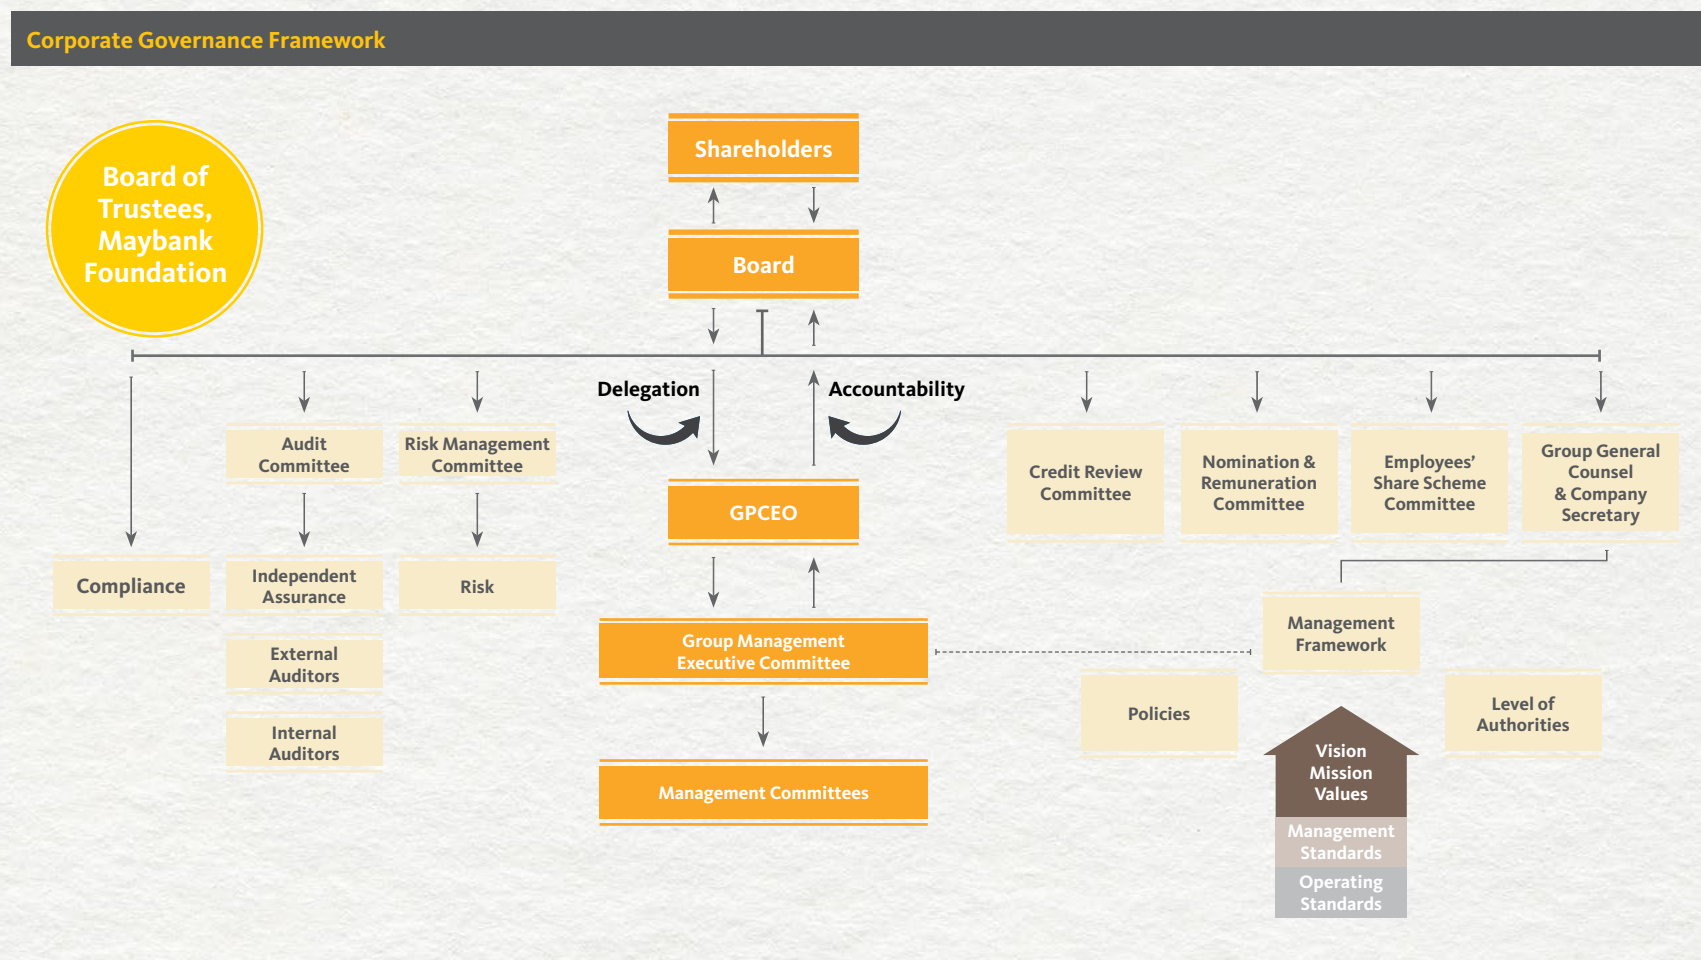 Corporate Governance Framework
Board of
Trustees,
Maybank
Foundation
Shareholders
Board
Delegation
Accountability
Audit
Committee
Risk Management
Committee
GPCEO
Credit Review
Committee
Nomination &
Remuneration
Committee
Employees’
Share Scheme
Committee
Group General
Counsel
& Company
Secretary
Compliance
Independent
Assurance
Risk
External
Auditors
Internal
Auditors
Group Management
Executive Committee
Management Committees
Management
Framework
Policies
Level of
Authorities
Vision
Mission
Values
Management
Standards
Operating
Standards